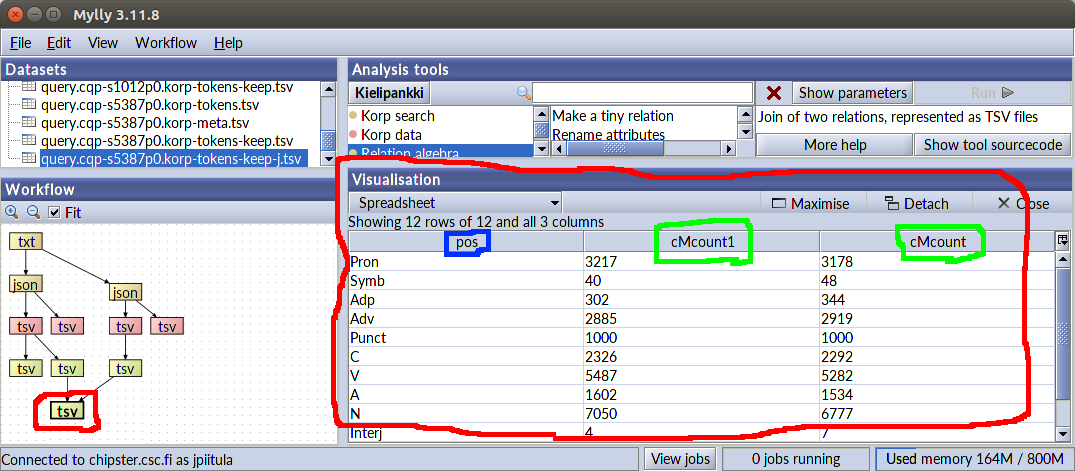 Mylly 3.11.8
File Edit View Workflow Help
Datasets
query.cqp-s1012p0.korp-tokens-keep.tsv
query.cqp-s5387p0.korp-tokens.tsv
query.cqp-s5387p0.korp-meta.tsv
query.cqp-s5387p0.korp-tokens-keep.tsv
query.cqp-s5387p0.korp-tokens-keep-j.tsv
Analysis tools
Kielipankki
Show parameters
Run
Korp search
Korp data
Relation algebra
Make a tiny relation
Rename attributes
Join of two relations, represented as TSV files
More help
Show tool sourcecode
Workflow
Fit
txt
json
json
tsv tsv tsv tsv
tsv tsv tsv
tsv
Visualisation
Spreadsheet
Maximise Detach Close
Showing 12 rows of 12 and all 3 columns
pos cMcount1 cMcount
Pron 3217 3178
Symb 40 48
Adp 302 344
Adv 2885 2919
Punct 1000 1000
C 2326 2292
V 5487 5282
A 1602 1534
N 7050 6777
Interj 4 7
Connected to chipster.csc.fi as jpiitula
View jobs
0 jobs running
Used memory 164M / 800M